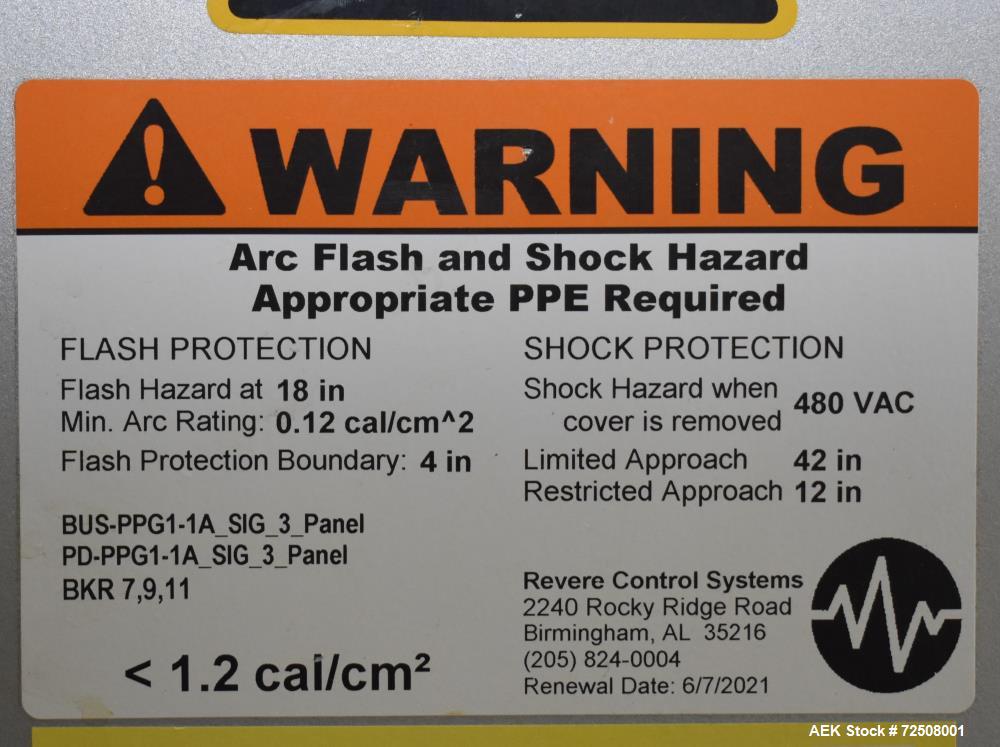 WARNING
Arc Flash and Shock Hazard
Appropriate PPE Required
FLASH PROTECTION
Flash Hazard at 18 in
Min. Arc Rating: 0.12 cal/cm^2
Flash Protection Boundary: 4 in
BUS-PPG1-1A_SIG_3_Panel
PD-PPG1-1A_SIG_3_Panel
BKR 7,9,11
< 1.2 cal/cm²
SHOCK PROTECTION
Shock Hazard when
cover is removed 480 VAC
Limited Approach 42 in
Restricted Approach 12 in
Revere Control Systems
2240 Rocky Ridge Road
Birmingham, AL 35216
(205) 824-0004
Renewal Date: 6/7/2021
AEK Stock # 72508001